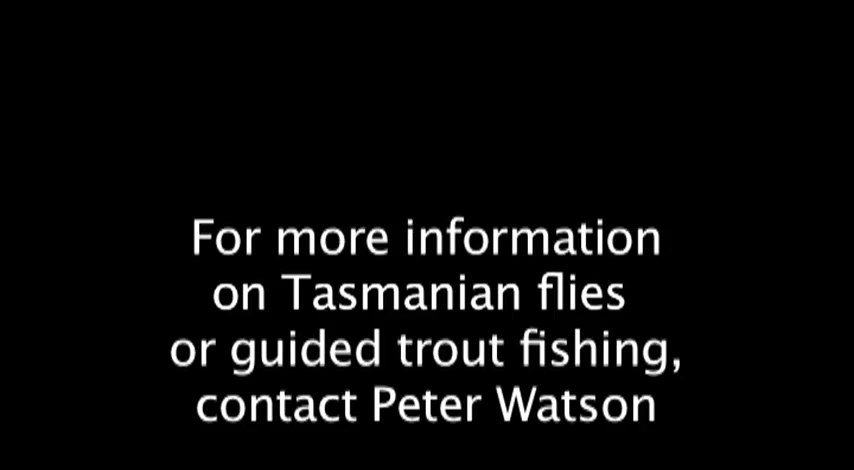 For more information
on Tasmanian flies
or guided trout fishing,
contact Peter Watson